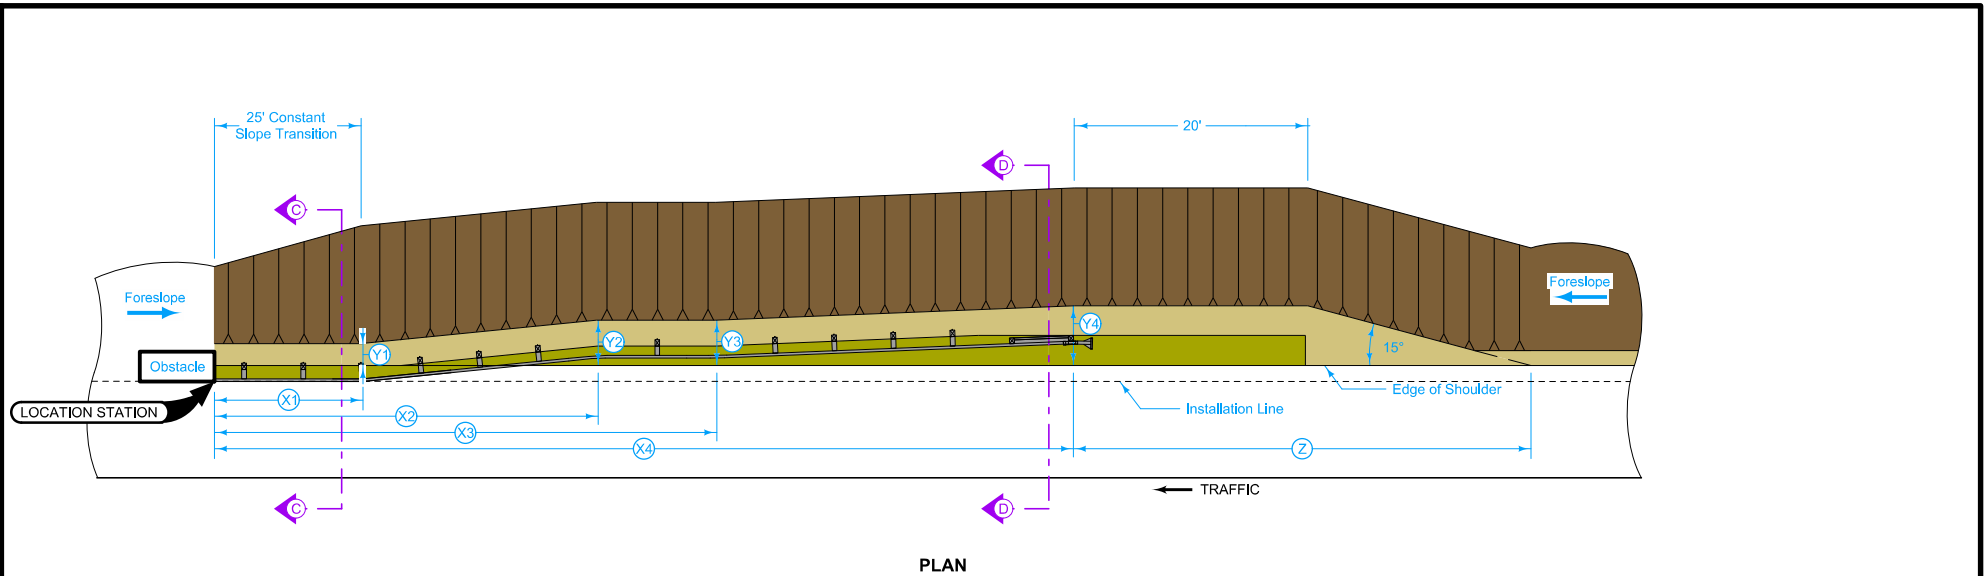 25' Constant
Slope Transition
20'
D
C
Foreslope
Foreslope
Y4
Y1
Y2
Y3
15°
Obstacle
Edge of Shoulder
X1
LOCATION STATION
Installation Line
X2
X3
X4
Z
TRAFFIC
C
D
PLAN